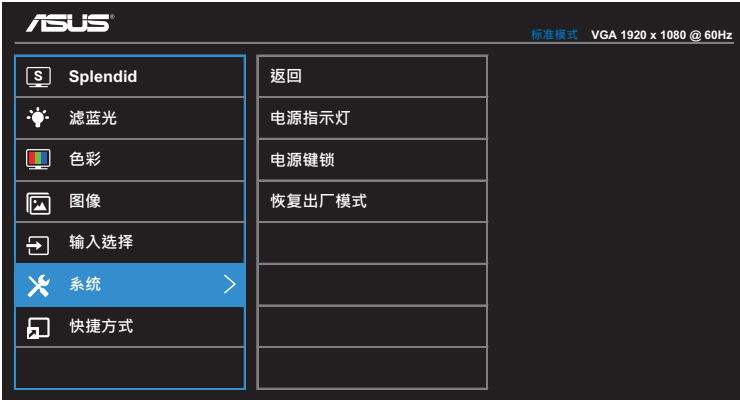 ASUS
标准模式 VGA 1920 x 1080 @ 60Hz
Splendid
返回
滤蓝光
电源指示灯
色彩
电源键锁
图像
恢复出厂模式
输入选择
系统
快捷方式